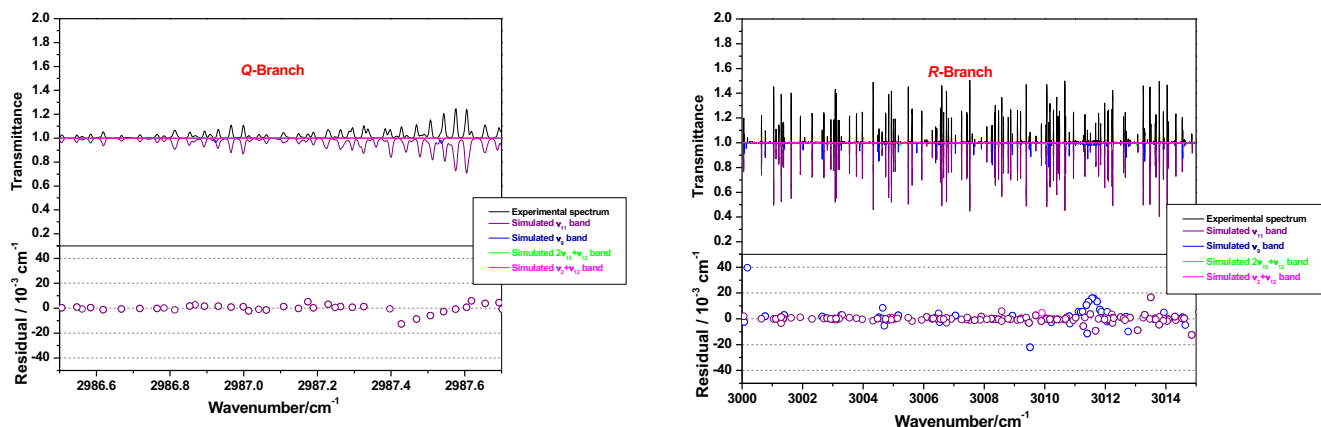 Q-Branch
Transmittance
2.0
1.8
1.6
1.4
1.2
1.0
0.8
0.6
0.4
0.2
Experimental spectrum
Simulated ν11 band
Simulated ν9 band
Simulated 2ν10+ν12 band
Simulated ν2+ν12 band
Residual / 10-3 cm-1
40
20
0
-20
-40
2986.6 2986.8 2987.0 2987.2 2987.4 2987.6
Wavenumber/cm-1
R-Branch
Transmittance
2.0
1.8
1.6
1.4
1.2
1.0
0.8
0.6
0.4
0.2
Experimental spectrum
Simulated ν11 band
Simulated ν9 band
Simulated 2ν10+ν12 band
Simulated ν2+ν12 band
Residual / 10-3 cm-1
40
20
0
-20
-40
3000 3002 3004 3006 3008 3010 3012 3014
Wavenumber/cm-1